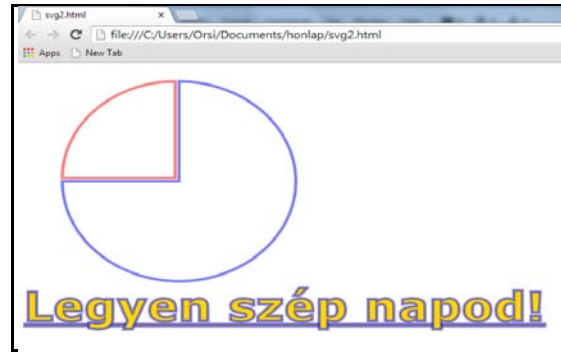 svg2.html
file:///C:/Users/Orsi/Documents/honlap/svg2.html
Apps New Tab
Legyen szép napod!